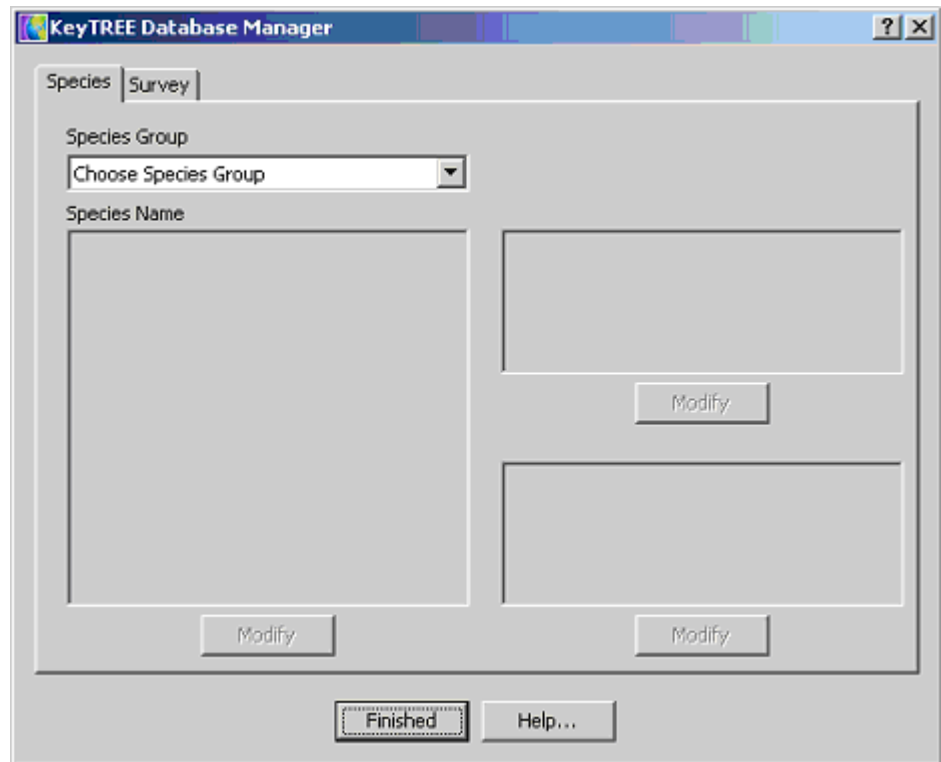 KeyTREE Database Manager
Species
Survey
Species Group
Choose Species Group
Species Name
Modify
Modify
Modify
Finished
Help...